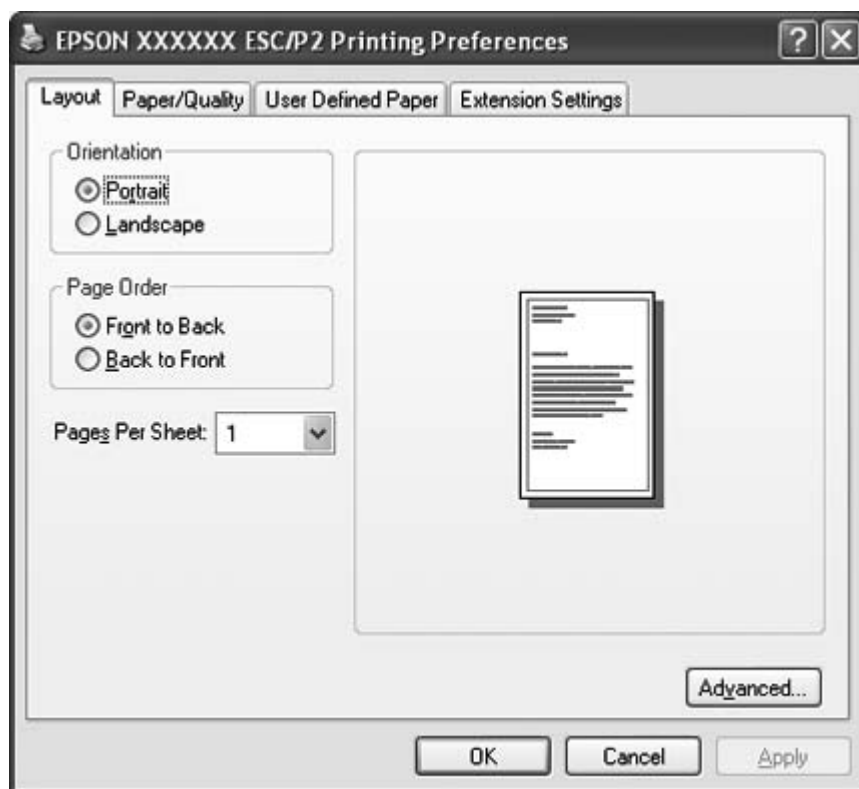 EPSON XXXXXX ESC/P2 Printing Preferences
Layout Paper/Quality User Defined Paper Extension Settings
Orientation
Portrait
Landscape
Page Order
Front to Back
Back to Front
Pages Per Sheet: 1
Advanced...
OK Cancel Apply